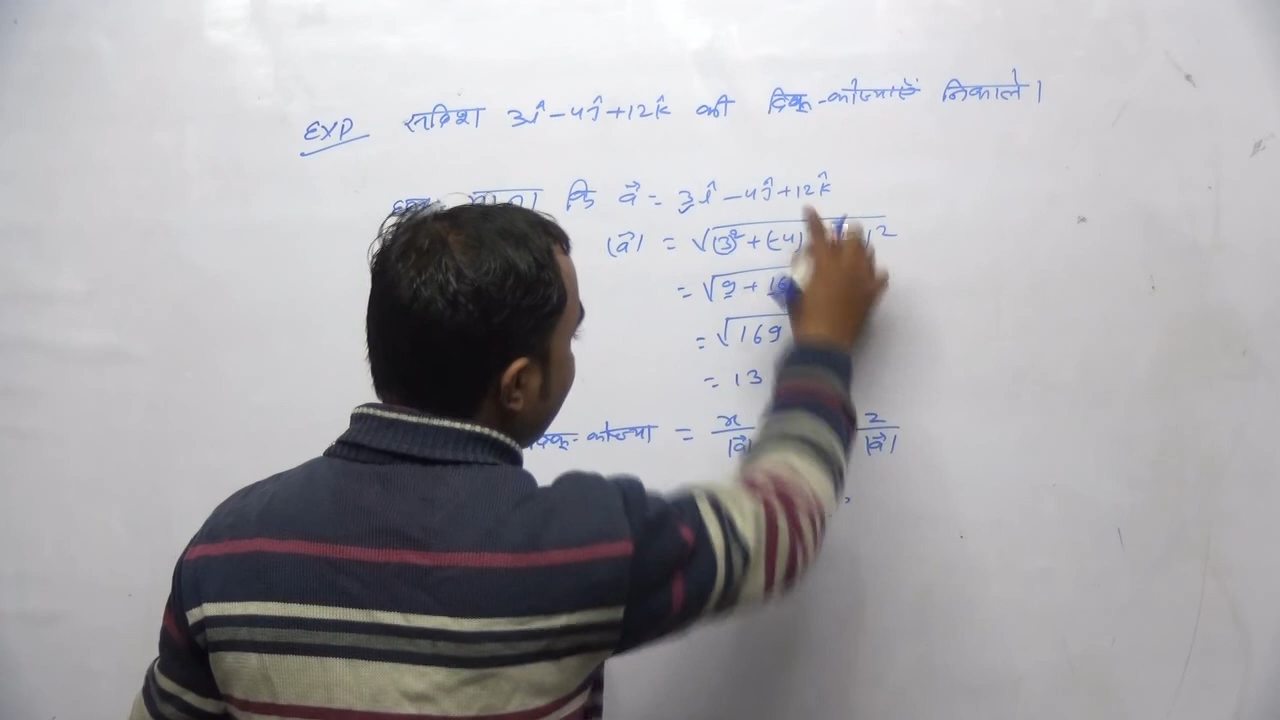 EXP सदिश 3î - 4ĵ + 12k̂ की दिक्-कोज्याएँ निकाले।
माना कि a⃗ = 3î - 4ĵ + 12k̂
|a⃗| = √(3)² + (-4) )²
= √9 + 16
= √169
= 13
दिक्-कोज्या = x/|a⃗| z/|a⃗|